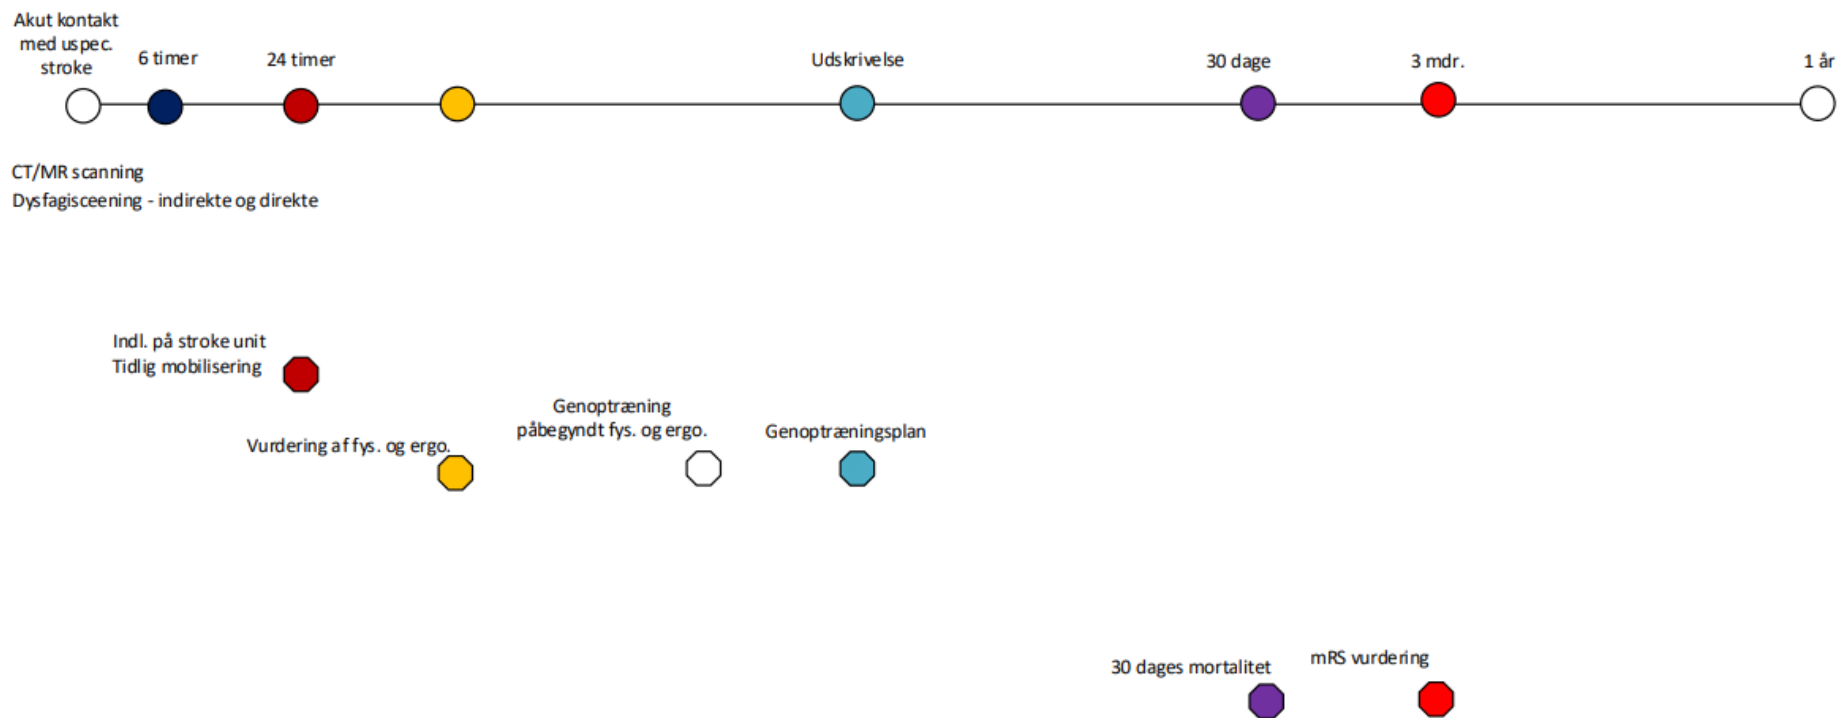 Akut kontakt
med uspec.
stroke
6 timer
24 timer
Udskrivelse
30 dage
3 mdr.
1 år
CT/MR scanning
Dysfagisceening - indirekte og direkte
Indl. på stroke unit
Tidlig mobilisering
Vurdering af fys. og ergo.
Genoptræning
påbegyndt fys. og ergo.
Genoptræningsplan
30 dages mortalitet
mRS vurdering